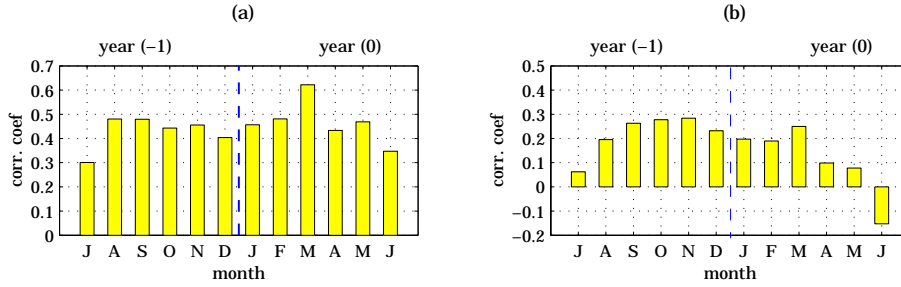 (a)
year (−1) year (0)
0.7
0.6
0.5
0.4
0.3
0.2
0.1
0
corr. coef
J A S O N D J F M A M J
month
(b)
year (−1) year (0)
0.5
0.4
0.3
0.2
0.1
0
−0.1
−0.2
corr. coef
J A S O N D J F M A M J
month